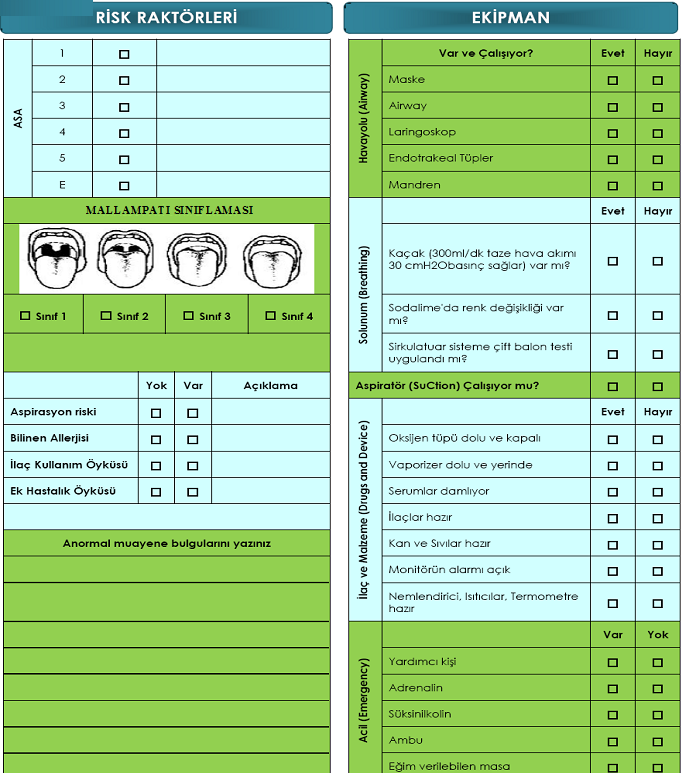 RİSK RAKTÖRLERİ
ASA
1
2
3
4
5
E
MALLAMPATI SINIFLAMASI
Sınıf 1 Sınıf 2 Sınıf 3 Sınıf 4
Yok Var Açıklama
Aspirasyon riski
Bilinen Allerjisi
İlaç Kullanım Öyküsü
Ek Hastalık Öyküsü
Anormal muayene bulgularını yazınız
EKİPMAN
Havayolu (Airway)
Var ve Çalışıyor? Evet Hayır
Maske
Airway
Laringoskop
Endotrakeal Tüpler
Mandren
Solunum (Breathing)
Evet Hayır
Kaçak (300ml/dk taze hava akımı
30 cmH2Obasınç sağlar) var mı?
Sodalime'da renk değişikliği var
mı?
Sirkulatuar sisteme çift balon testi
uygulandı mı?
Aspiratör (SuCtion) Çalışıyor mu?
İlaç ve Malzeme (Drugs and Device)
Evet Hayır
Oksijen tüpü dolu ve kapalı
Vaporizer dolu ve yerinde
Serumlar damlıyor
İlaçlar hazır
Kan ve Sıvılar hazır
Monitörün alarmı açık
Nemlendirici, Isıtıcılar, Termometre
hazır
Acil (Emergency)
Var Yok
Yardımcı kişi
Adrenalin
Süksinilkolin
Ambu
Eğim verilebilen masa